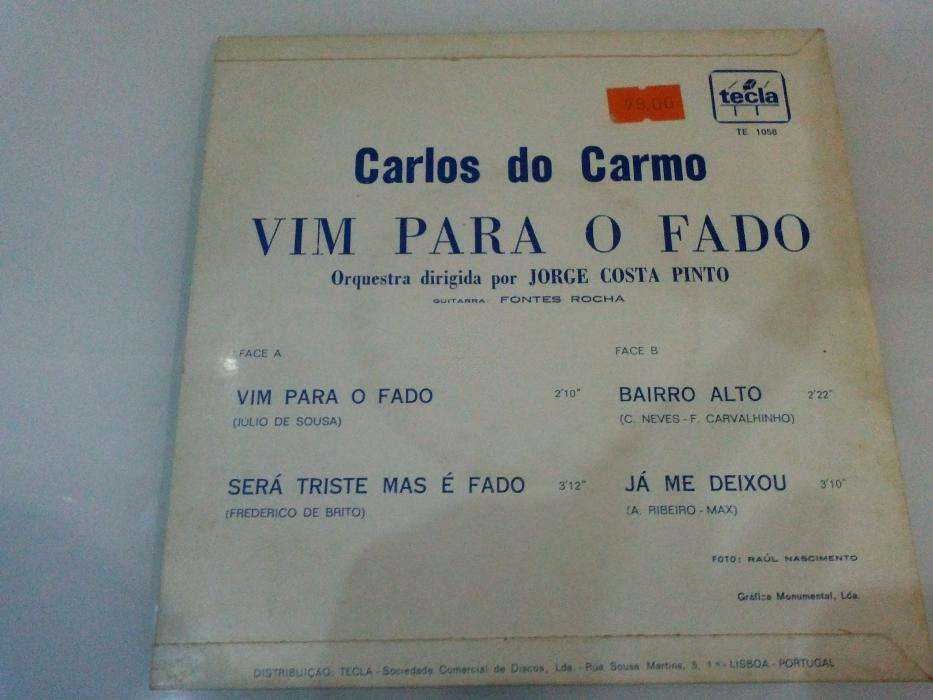 tecla
TE 1058
Carlos do Carmo
VIM PARA O FADO
Orquestra dirigida por JORGE COSTA PINTO
GUITARRA: FONTES ROCHA
FACE A
VIM PARA O FADO 2'10"
(JÚLIO DE SOUSA)
SERÁ TRISTE MAS É FADO 3'12"
(FREDERICO DE BRITO)
FACE B
BAIRRO ALTO 2'22"
(C. NEVES - F. CARVALHINHO)
JÁ ME DEIXOU 3'10"
(A. RIBEIRO - MAX)
FOTO: RAÚL NASCIMENTO
Gráfica Monumental, Lda.
DISTRIBUIÇÃO: TECLA - Sociedade Comercial de Discos, Lda. - Rua Sousa Martins, 5, 1.º - LISBOA - PORTUGAL